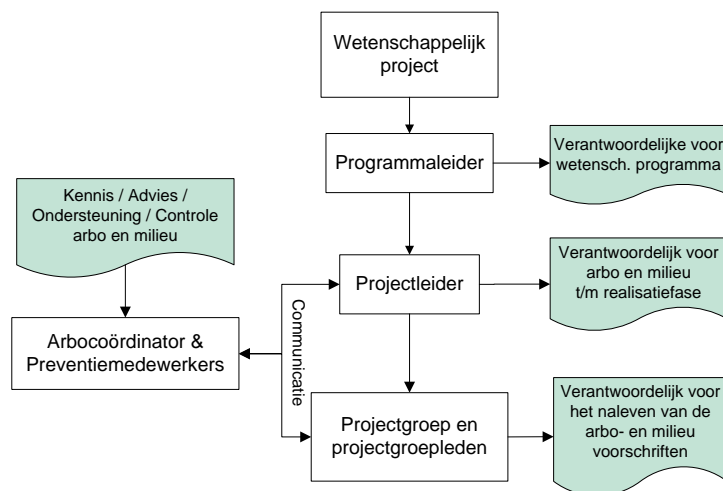 Wetenschappelijk
project
Programmaleider
Verantwoordelijke voor
wetensch. programma
Kennis / Advies /
Ondersteuning / Controle
arbo en milieu
Projectleider
Verantwoordelijk voor
arbo en milieu
t/m realisatiefase
Arbocoördinator &
Preventiemedewerkers
Communicatie
Projectgroep en
projectgroepleden
Verantwoordelijk voor
het naleven van de
arbo- en milieu
voorschriften